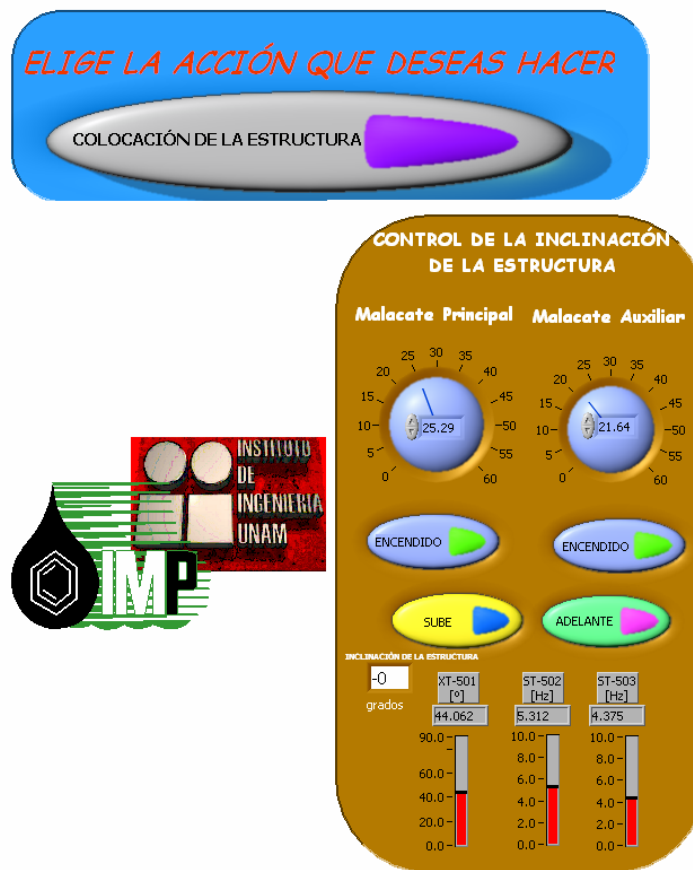 ELIGE LA ACCIÓN QUE DESEAS HACER
COLOCACIÓN DE LA ESTRUCTURA
CONTROL DE LA INCLINACIÓN
DE LA ESTRUCTURA
Malacate Principal Malacate Auxiliar
0 5 10 15 20 25 30 35 40 45 50 55 60
25.29
0 5 10 15 20 25 30 35 40 45 50 55 60
21.64
INSTITUTO
DE
INGENIERIA
UNAM
IMP
ENCENDIDO ENCENDIDO
SUBE ADELANTE
INCLINACIÓN DE LA ESTRUCTURA
-0
grados
XT-501 ST-502 ST-503
[º] [Hz] [Hz]
44.062 5.312 4.375
90.0 10.0 10.0
8.0 8.0
60.0 6.0 6.0
40.0 4.0 4.0
20.0 2.0 2.0
0.0 0.0 0.0